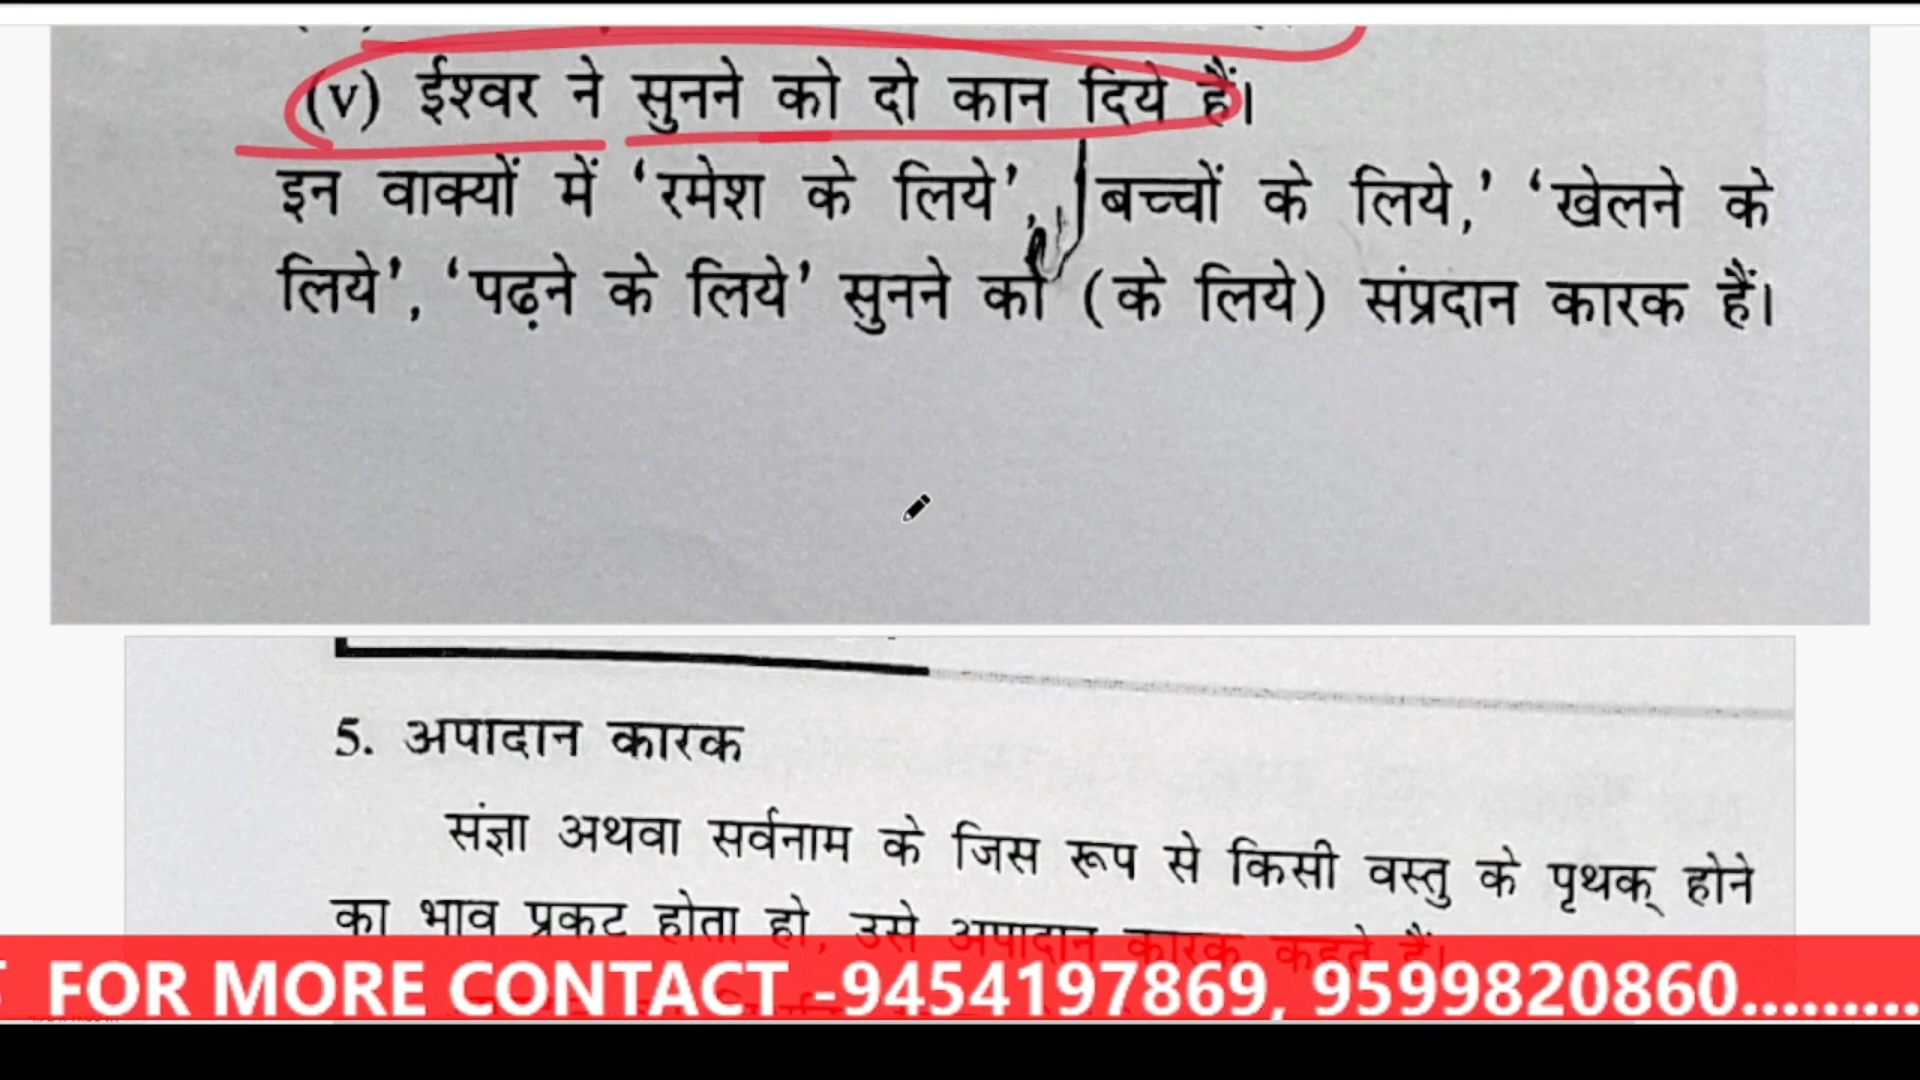 (v) ईश्वर ने सुनने को दो कान दिये हैं।
इन वाक्यों में ‘रमेश के लिये’, बच्चों के लिये,’ ‘खेलने के
लिये’, ‘पढ़ने के लिये’ सुनने को (के लिये) संप्रदान कारक हैं।
5. अपादान कारक
संज्ञा अथवा सर्वनाम के जिस रूप से किसी वस्तु के पृथक् होने
का भाव प्रकट होता हो, उसे अपादान कारक कहते हैं।
FOR MORE CONTACT -9454197869, 9599820860.........